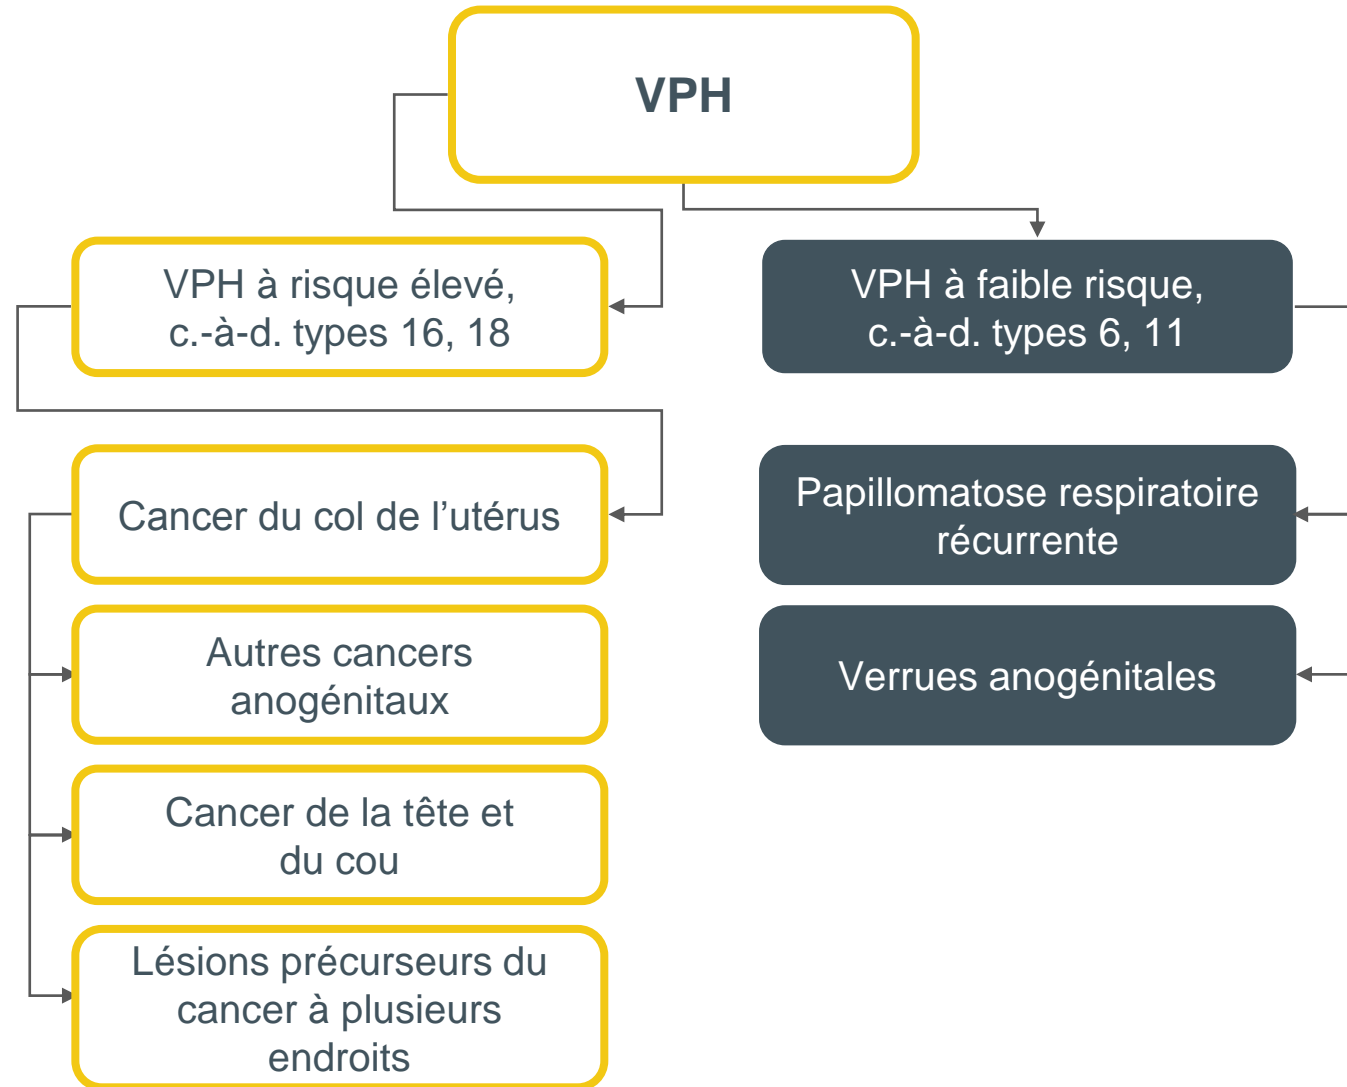 VPH
VPH à risque élevé,
c.-à-d. types 16, 18
VPH à faible risque,
c.-à-d. types 6, 11
Cancer du col de l’utérus
Papillomatose respiratoire
récurrente
Autres cancers
anogénitaux
Verrues anogénitales
Cancer de la tête et
du cou
Lésions précurseurs du
cancer à plusieurs
endroits